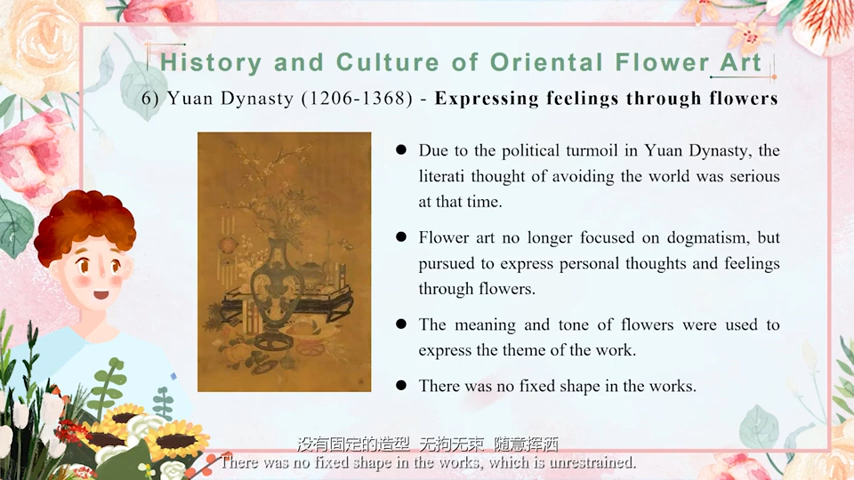 History and Culture of Oriental Flower Art
6) Yuan Dynasty (1206-1368) - Expressing feelings through flowers
● Due to the political turmoil in Yuan Dynasty, the
literati thought of avoiding the world was serious
at that time.
● Flower art no longer focused on dogmatism, but
pursued to express personal thoughts and feelings
through flowers.
● The meaning and tone of flowers were used to
express the theme of the work.
● There was no fixed shape in the works.
没有固定的造型 无拘无束 随意挥洒
There was no fixed shape in the works, which is unrestrained.